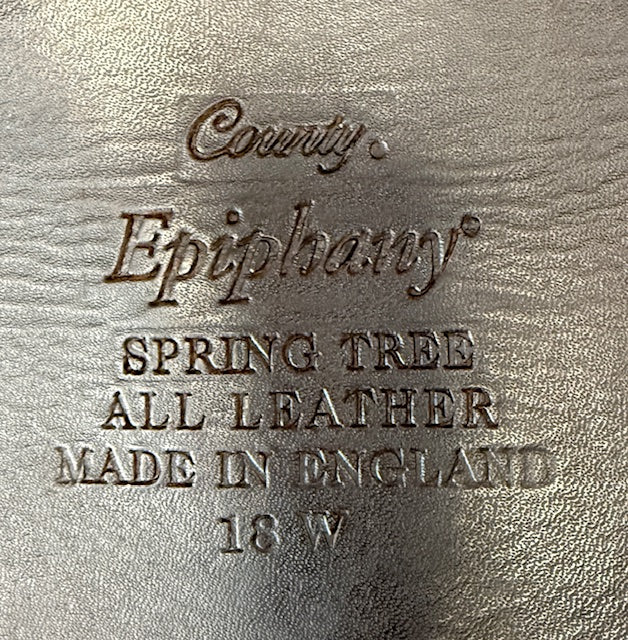 County.
Epiphany®
SPRING TREE
ALL LEATHER
MADE IN ENGLAND
18 W